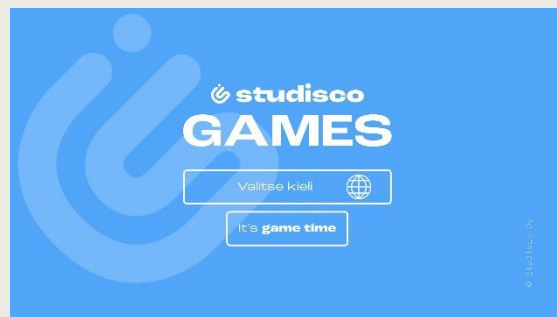 studisco
GAMES
Valitse kieli
It's game time
© Studisco Oy